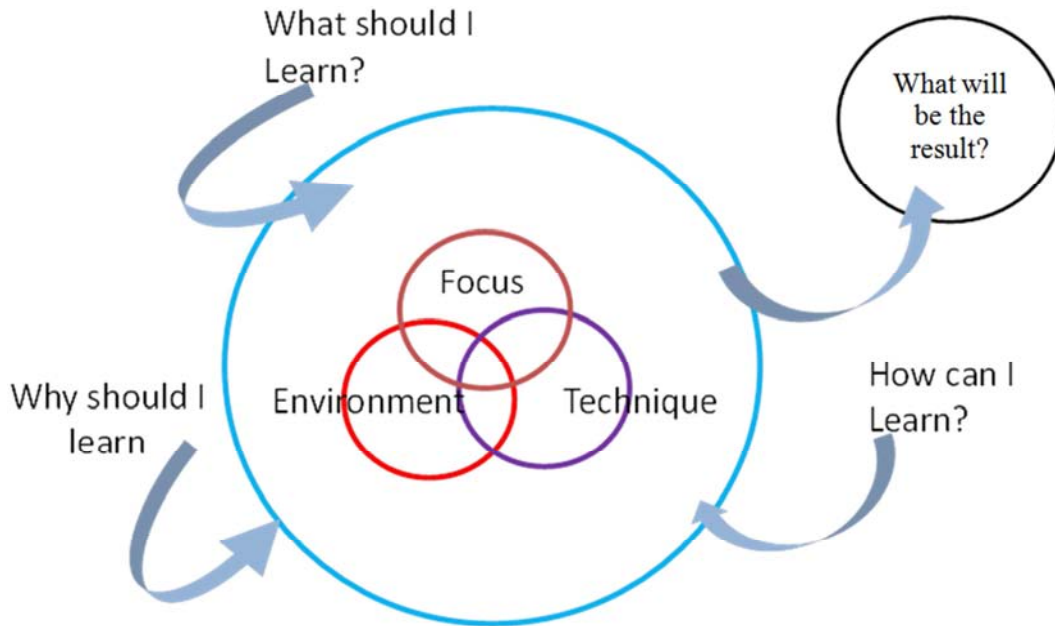 What should I
Learn?
What will
be the
result?
Focus
Environment
Technique
Why should I
learn
How can I
Learn?